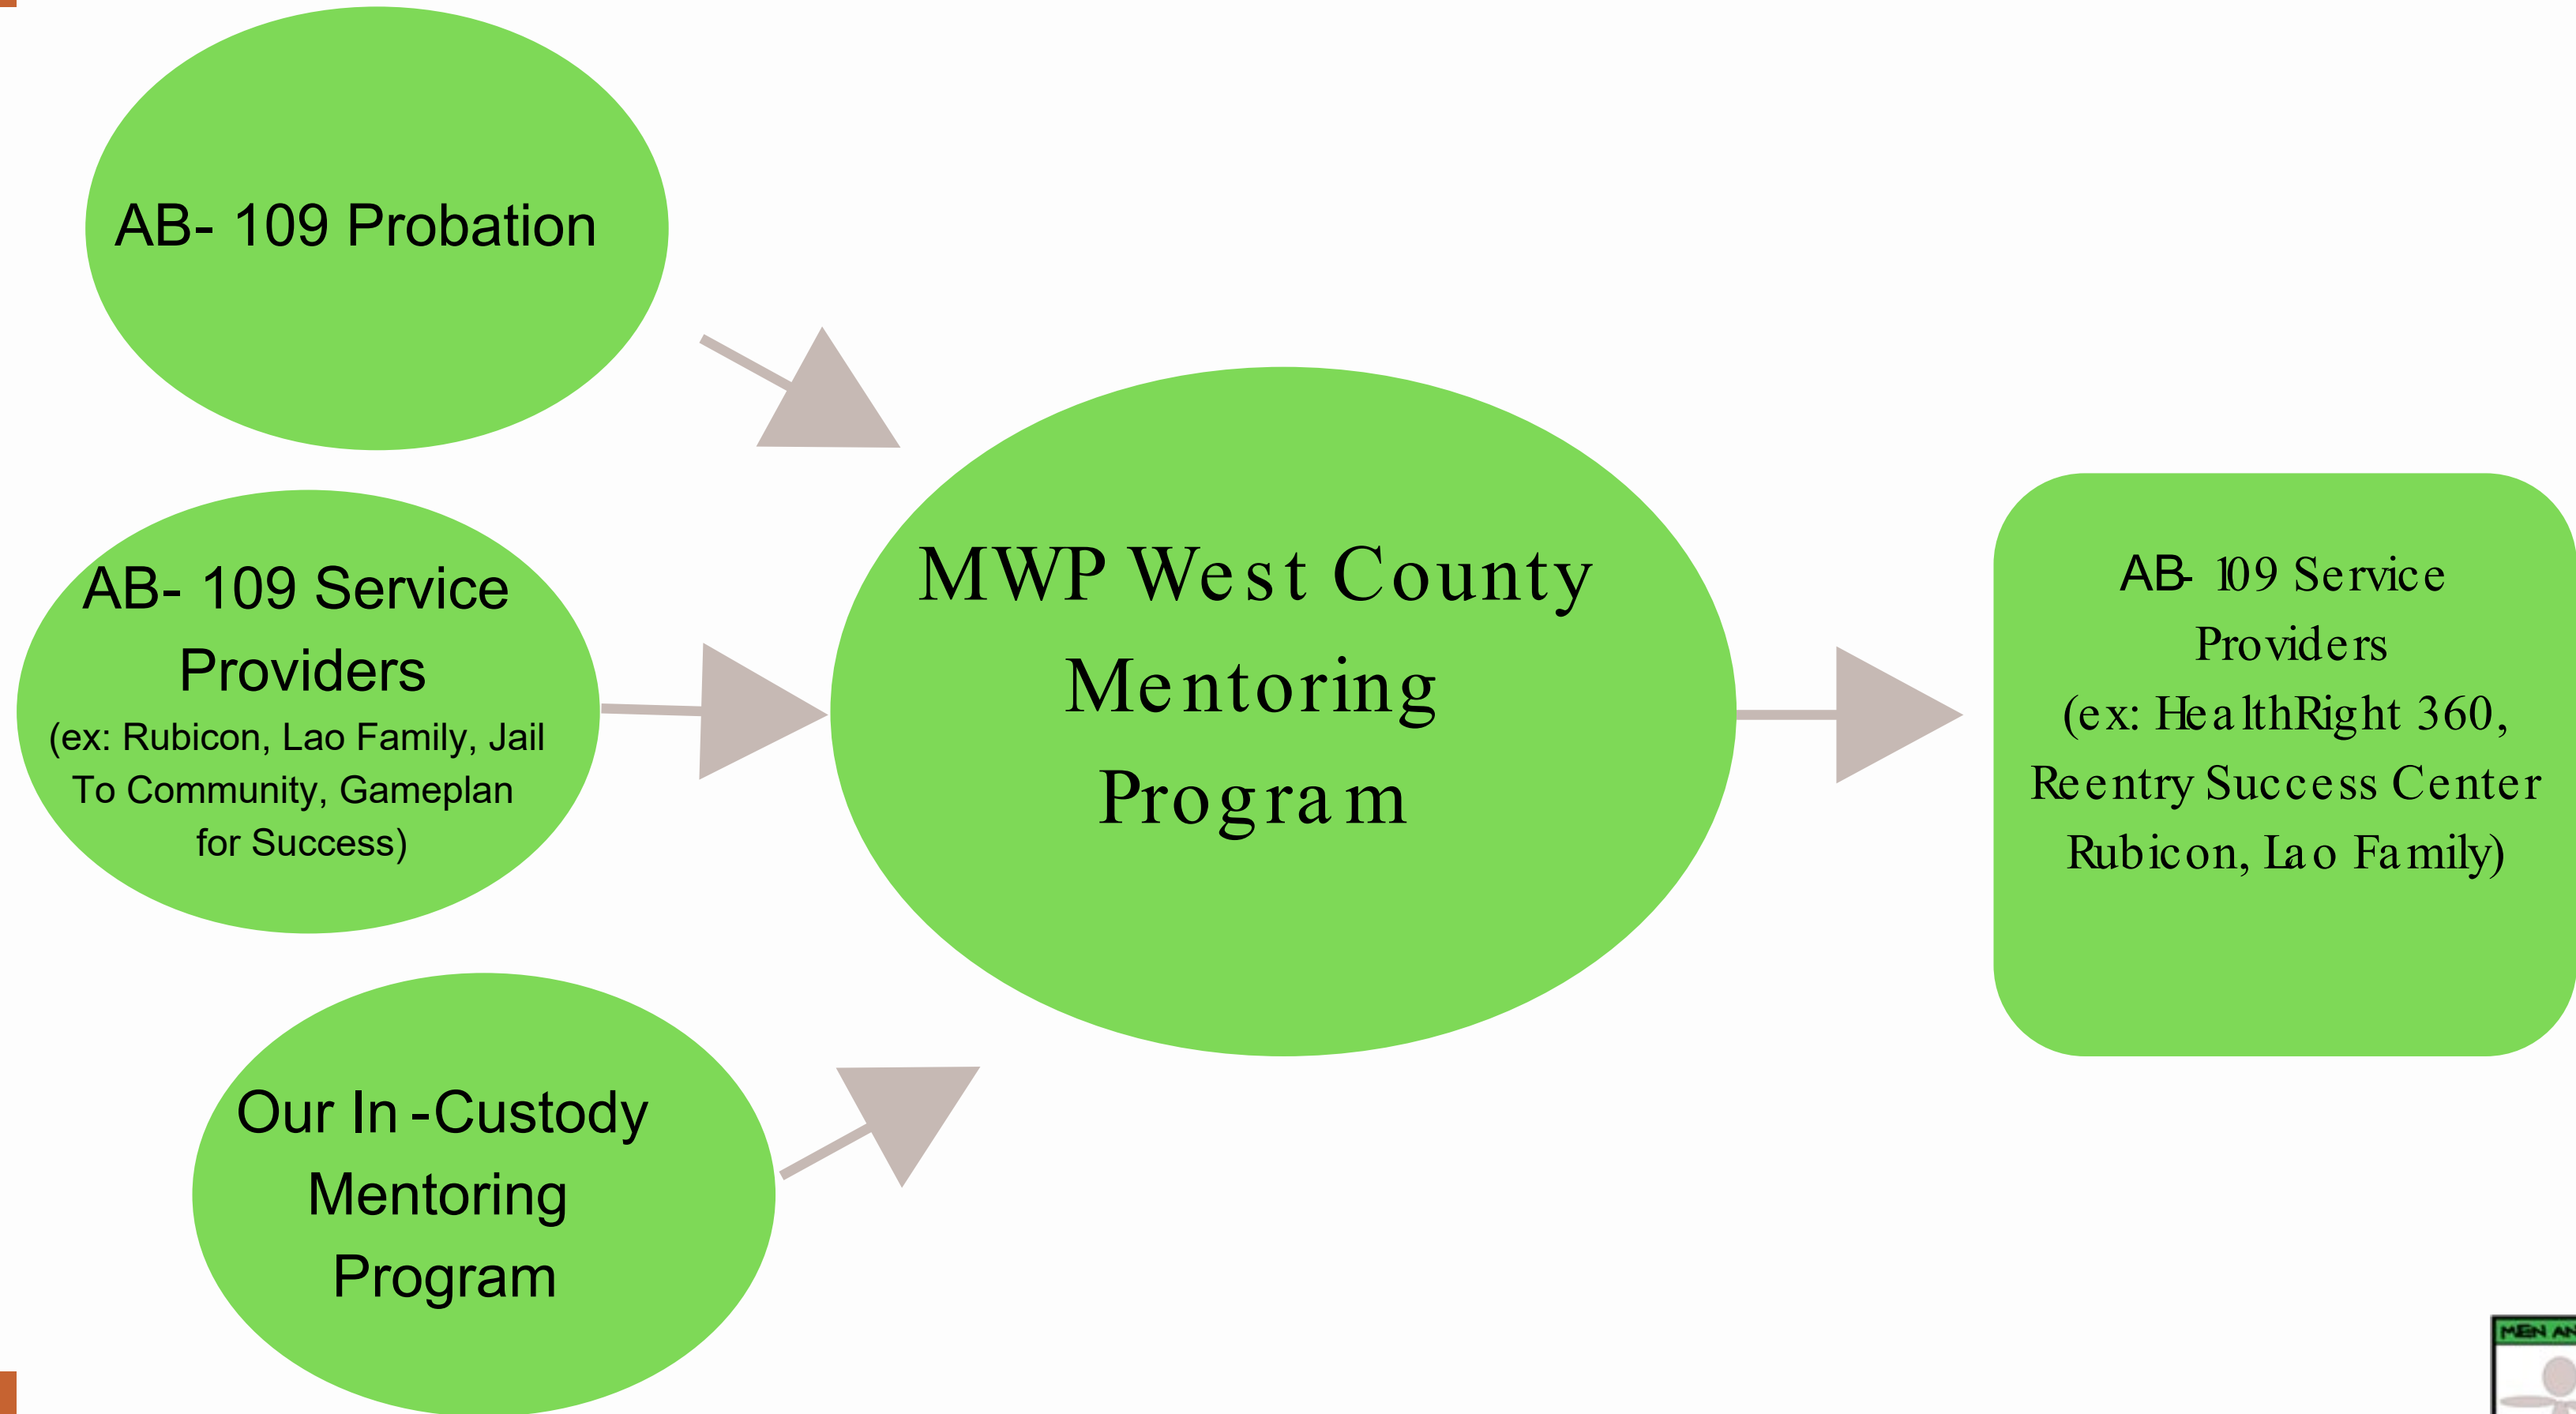 AB- 109 Probation
AB- 109 Service
Providers
(ex: Rubicon, Lao Family, Jail
To Community, Gameplan
for Success)
Our In -Custody
Mentoring
Program
MWP West County
Mentoring
Program
AB- 109 Service
Providers
(ex: HealthRight 360,
Reentry Success Center
Rubicon, Lao Family)
MEN